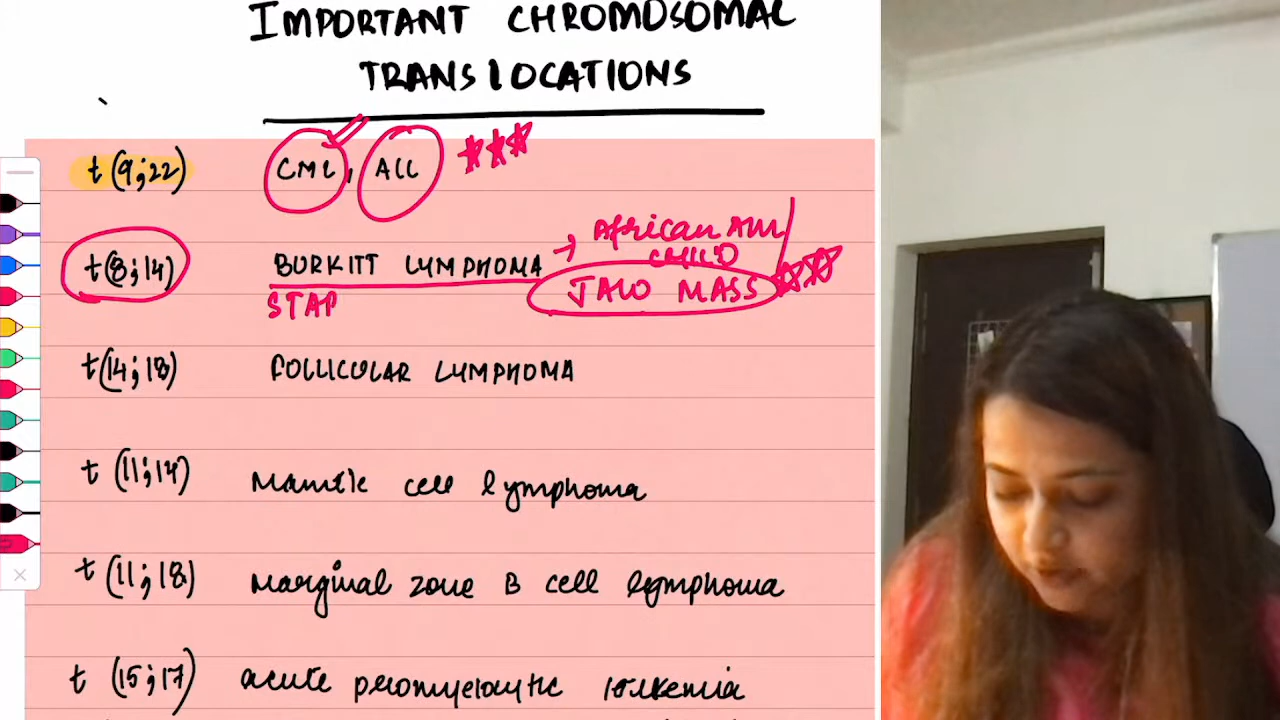 IMPORTANT CHROMOSOMAL
TRANSLOCATIONS
t(9;22) CML, ALL
t(8;14) BURKITT LYMPHOMA → African
CHILD
STAP JAW MASS
t(14;18) FOLLICULAR LYMPHOMA
t(11;14) Mantle cell lymphoma
t(11;18) Marginal zone B cell lymphoma
t(15;17) acute promyelocytic leukemia